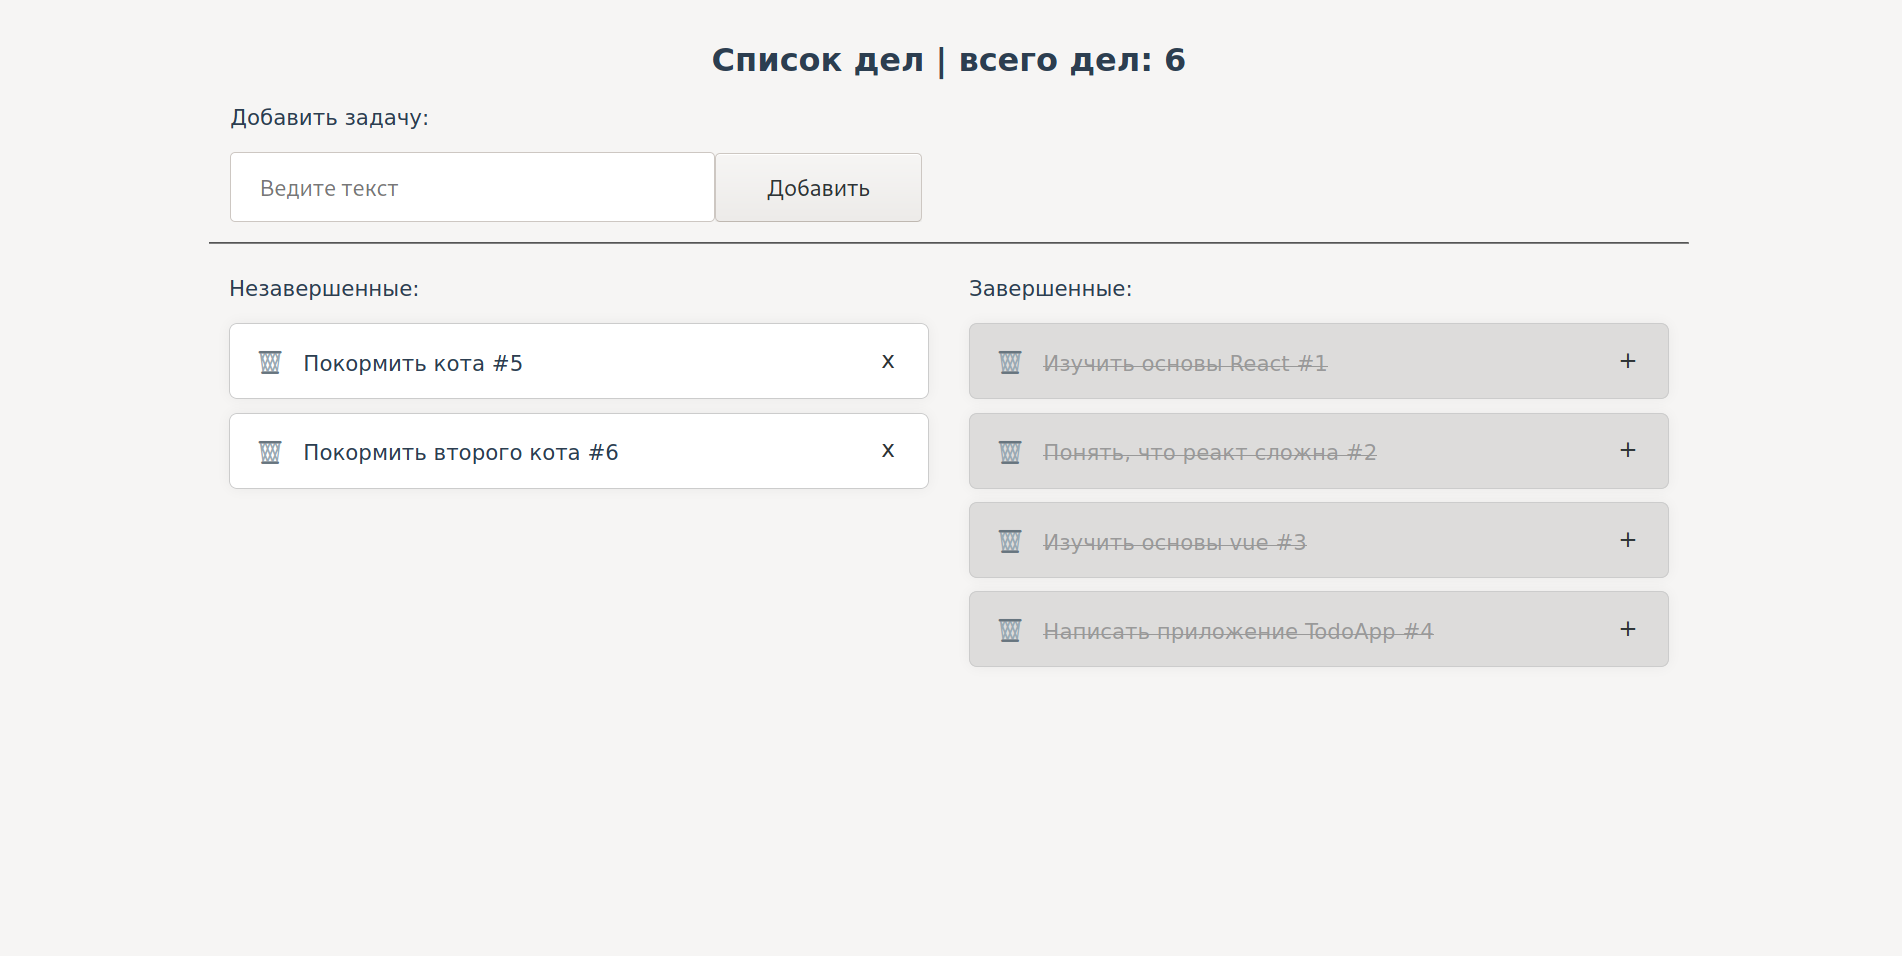 Список дел | всего дел: 6
Добавить задачу:
Ведите текст
Добавить
Незавершенные:
Покормить кота #5
x
Покормить второго кота #6
x
Завершенные:
Изучить основы React #1
+
Понять, что реакт сложна #2
+
Изучить основы vue #3
+
Написать приложение TodoApp #4
+